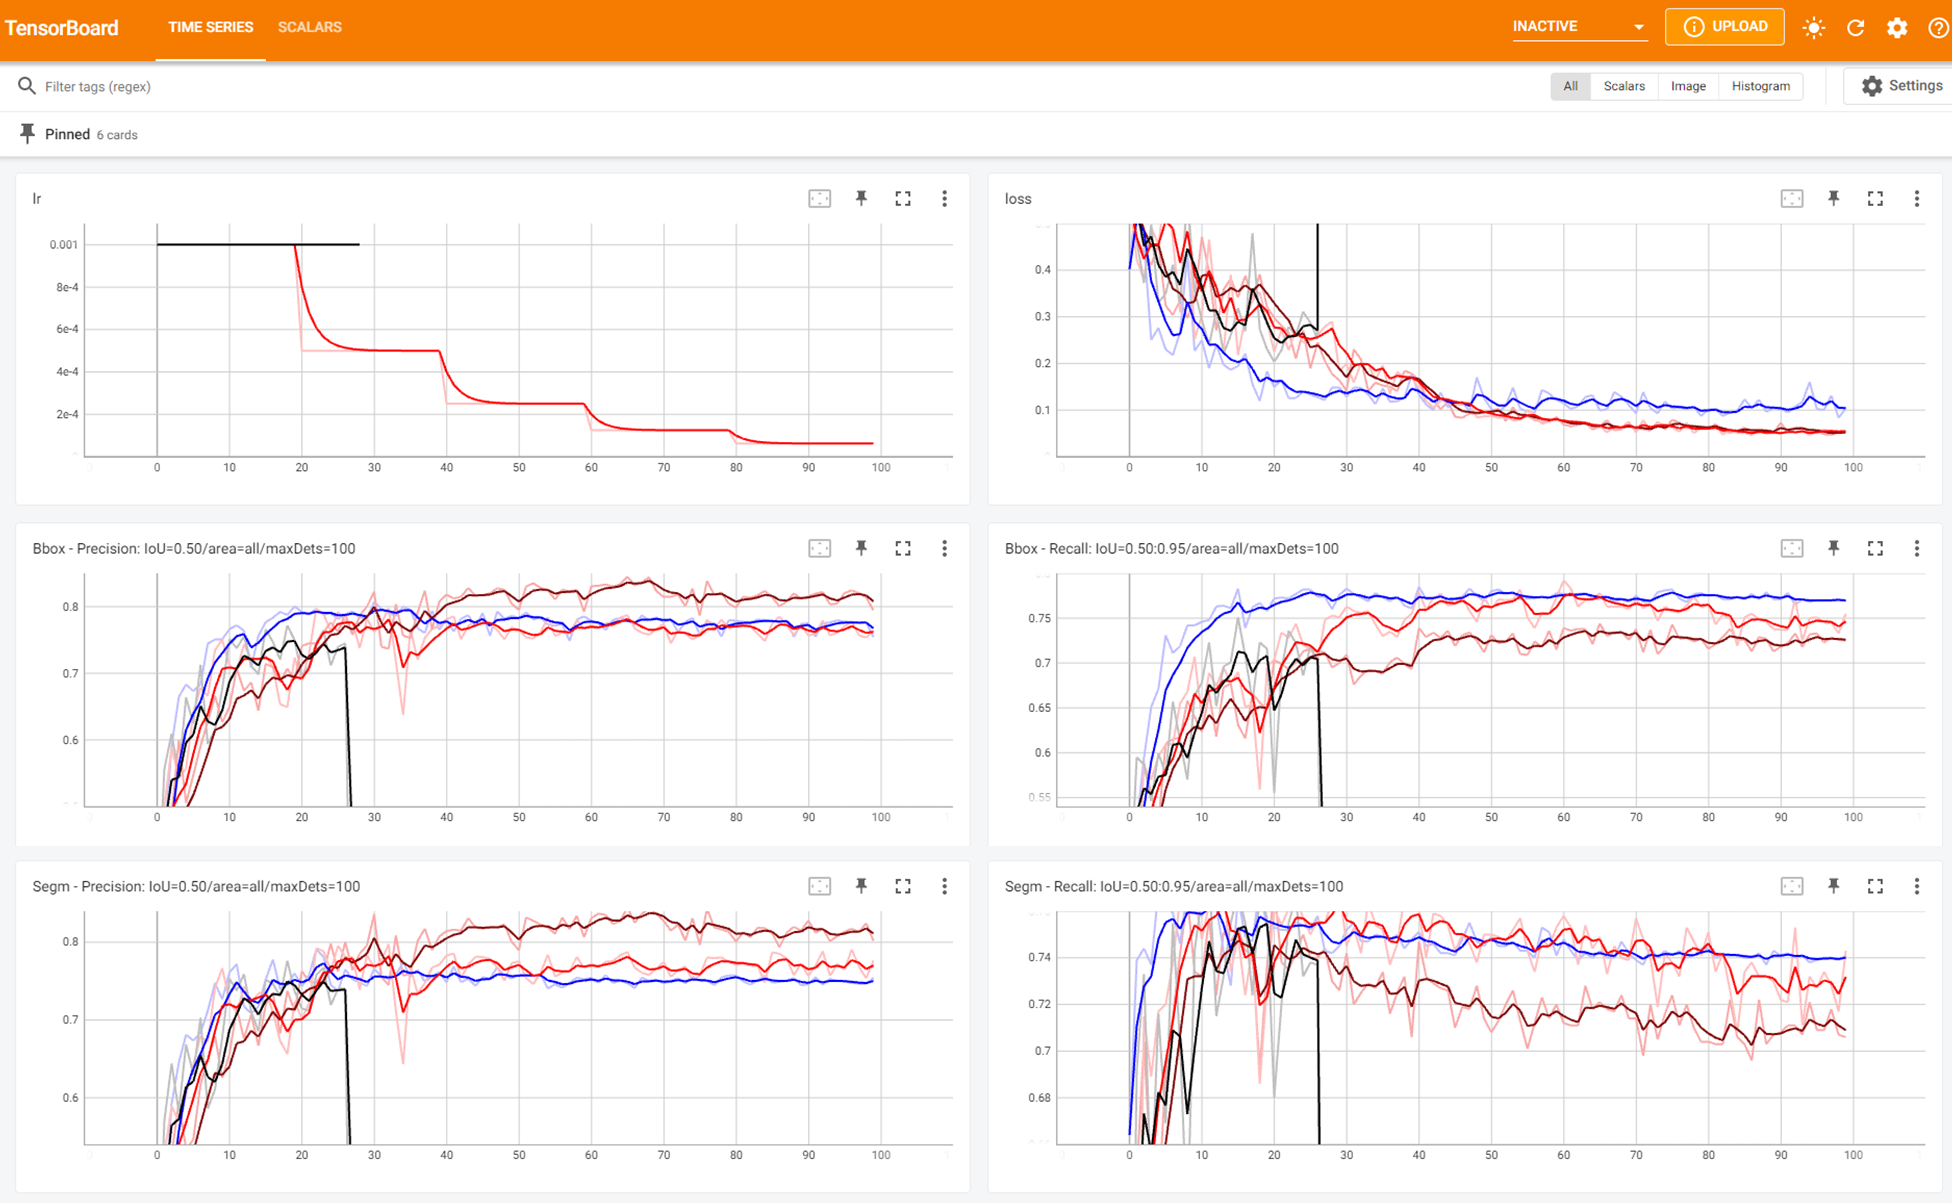 TensorBoard TIME SERIES SCALARS INACTIVE UPLOAD
Filter tags (regex) All Scalars Image Histogram Settings
Pinned 6 cards
lr
0.001
8e-4
6e-4
4e-4
2e-4
0 10 20 30 40 50 60 70 80 90 100
loss
0.4
0.3
0.2
0.1
0 10 20 30 40 50 60 70 80 90 100
Bbox - Precision: IoU=0.50/area=all/maxDets=100
0.8
0.7
0.6
0 10 20 30 40 50 60 70 80 90 100
Bbox - Recall: IoU=0.50:0.95/area=all/maxDets=100
0.75
0.7
0.65
0.6
0.55
0 10 20 30 40 50 60 70 80 90 100
Segm - Precision: IoU=0.50/area=all/maxDets=100
0.8
0.7
0.6
0 10 20 30 40 50 60 70 80 90 100
Segm - Recall: IoU=0.50:0.95/area=all/maxDets=100
0.74
0.72
0.7
0.68
0 10 20 30 40 50 60 70 80 90 100